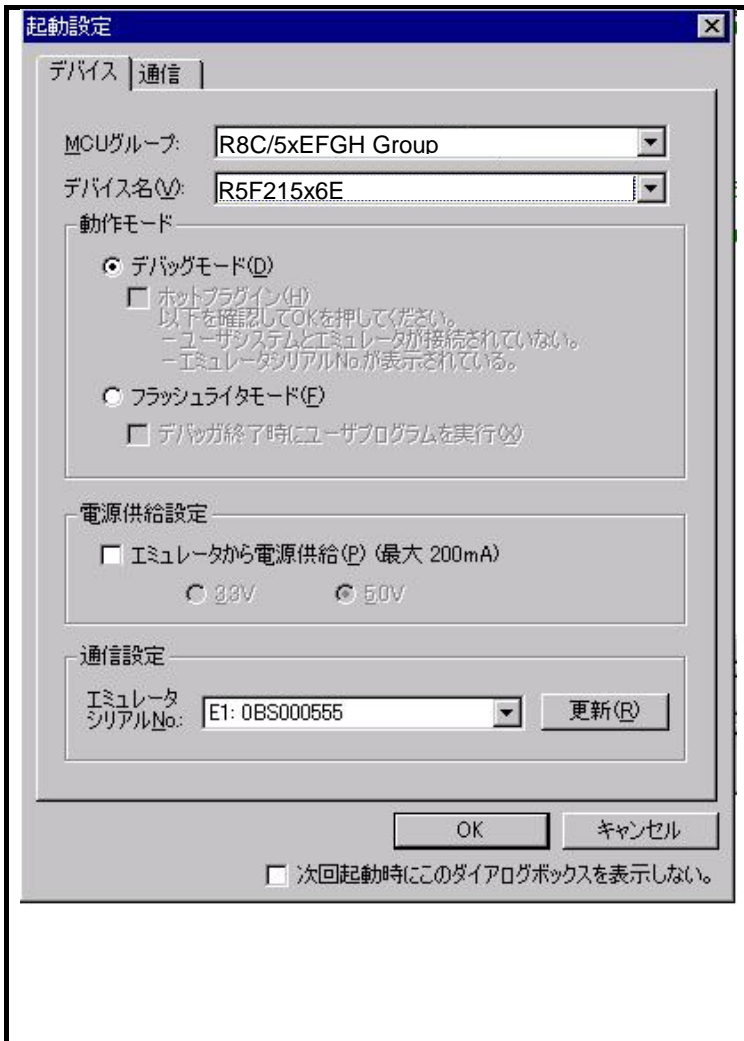 起動設定
デバイス 通信
MCUグループ: R8C/5xEFGH Group
デバイス名(V): R5F215x6E
動作モード
デバッグモード(D)
ホットプラグイン(H)
以下を確認してOKを押してください。
－ユーザシステムとエミュレータが接続されていない。
－エミュレータシリアルNo.が表示されている。
フラッシュライタモード(F)
デバッガ終了時にユーザプログラムを実行(X)
電源供給設定
エミュレータから電源供給(P) (最大 200mA)
3.3V 5.0V
通信設定
エミュレータ
シリアルNo.: E1: 0BS000555 更新(R)
OK キャンセル
次回起動時にこのダイアログボックスを表示しない。